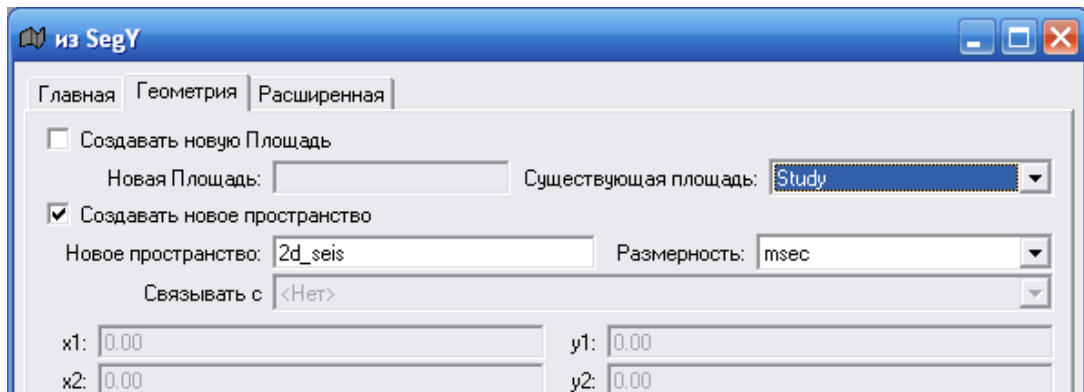 из SegY
Главная Геометрия Расширенная
Создавать новую Площадь
Новая Площадь: Существующая площадь: Study
Создавать новое пространство
Новое пространство: 2d_seis Размерность: msec
Связывать с <Нет>
x1: 0.00 y1: 0.00
x2: 0.00 y2: 0.00